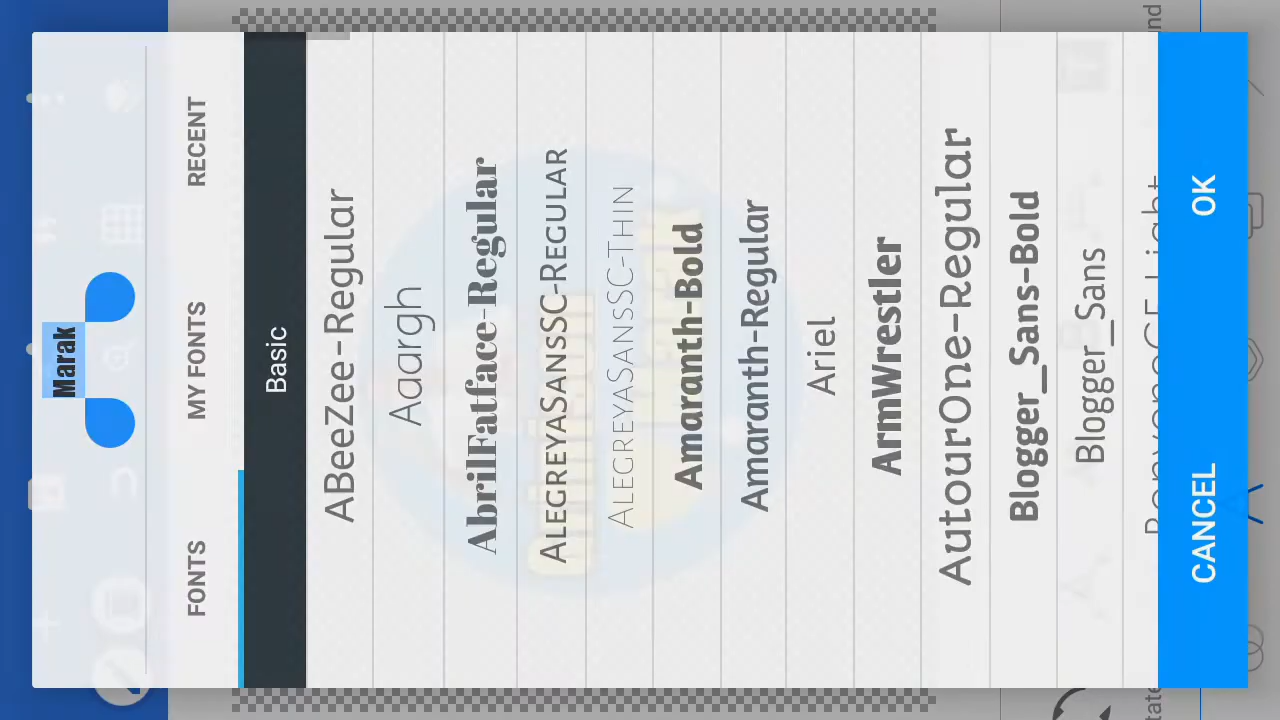 Marak
FONTS MY FONTS RECENT
Basic
ABeeZee-Regular
Aaargh
AbrilFatface-Regular
AlegreyaSansSC-Regular
AlegreyaSansSC-Thin
Amaranth-Bold
Amaranth-Regular
Ariel
ArmWrestler
AutourOne-Regular
Blogger_Sans-Bold
Blogger_Sans
CANCEL OK